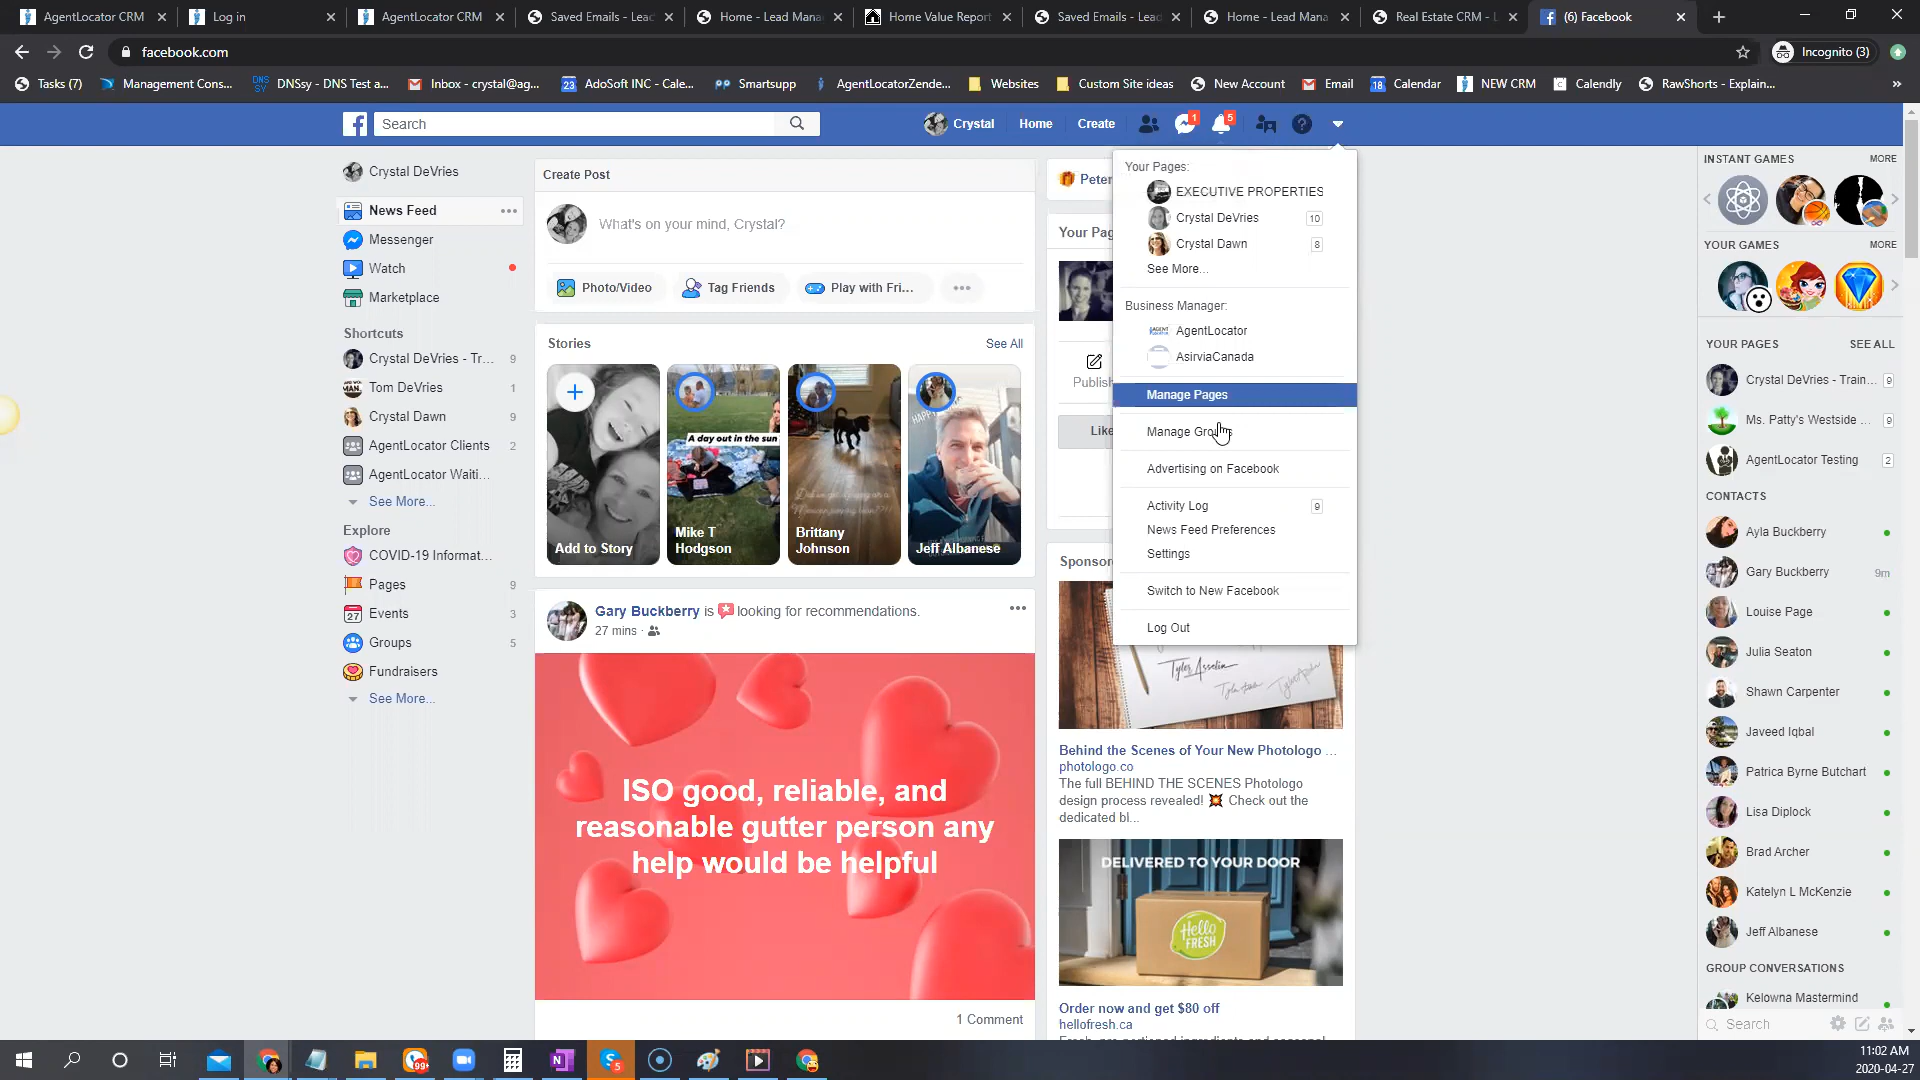 AgentLocator CRM
Log in
AgentLocator CRM
Saved Emails - Lead
Home - Lead Mana
Home Value Report
Saved Emails - Lead
Home - Lead Mana
Real Estate CRM - L
(6) Facebook
facebook.com
Incognito (3)
Tasks (7)
Management Cons...
DNSsy - DNS Test a...
Inbox - crystal@ag...
AdoSoft INC - Cale...
Smartsupp
AgentLocatorZende...
Websites
Custom Site ideas
New Account
Email
Calendar
NEW CRM
Calendly
RawShorts - Explain...
Search
Crystal
Home
Create
1
5
Crystal DeVries
News Feed
Messenger
Watch
Marketplace
Shortcuts
Crystal DeVries - Tr... 9
Tom DeVries 1
Crystal Dawn 9
AgentLocator Clients 2
AgentLocator Waiti...
See More...
Explore
COVID-19 Informat...
Pages 9
Events 3
Groups 5
Fundraisers
See More...
Create Post
What's on your mind, Crystal?
Photo/Video
Tag Friends
Play with Fri...
Stories
See All
A day out in the sun
Add to Story
Mike T
Hodgson
Brittany
Johnson
Jeff Albanese
Gary Buckberry is looking for recommendations.
27 mins ·
ISO good, reliable, and
reasonable gutter person any
help would be helpful
1 Comment
Peter
Your Pag
Publish
Like
Sponsor
Your Pages:
EXECUTIVE PROPERTIES
Crystal DeVries 10
Crystal Dawn 8
See More...
Business Manager:
AgentLocator
AsirviaCanada
Manage Pages
Manage Groups
Advertising on Facebook
Activity Log 9
News Feed Preferences
Settings
Switch to New Facebook
Log Out
Tyler Asselin
Behind the Scenes of Your New Photologo ...
photologo.co
The full BEHIND THE SCENES Photologo
design process revealed! 💥 Check out the
dedicated bl...
DELIVERED TO YOUR DOOR
Hello
FRESH
Order now and get $80 off
hellofresh.ca
INSTANT GAMES
MORE
YOUR GAMES
MORE
YOUR PAGES
SEE ALL
Crystal DeVries - Train... 9
Ms. Patty's Westside ... 9
AgentLocator Testing 2
CONTACTS
Ayla Buckberry
Gary Buckberry 9m
Louise Page
Julia Seaton
Shawn Carpenter
Javeed Iqbal
Patrica Byrne Butchart
Lisa Diplock
Brad Archer
Katelyn L McKenzie
Jeff Albanese
GROUP CONVERSATIONS
Kelowna Mastermind
Search
11:02 AM
2020-04-27